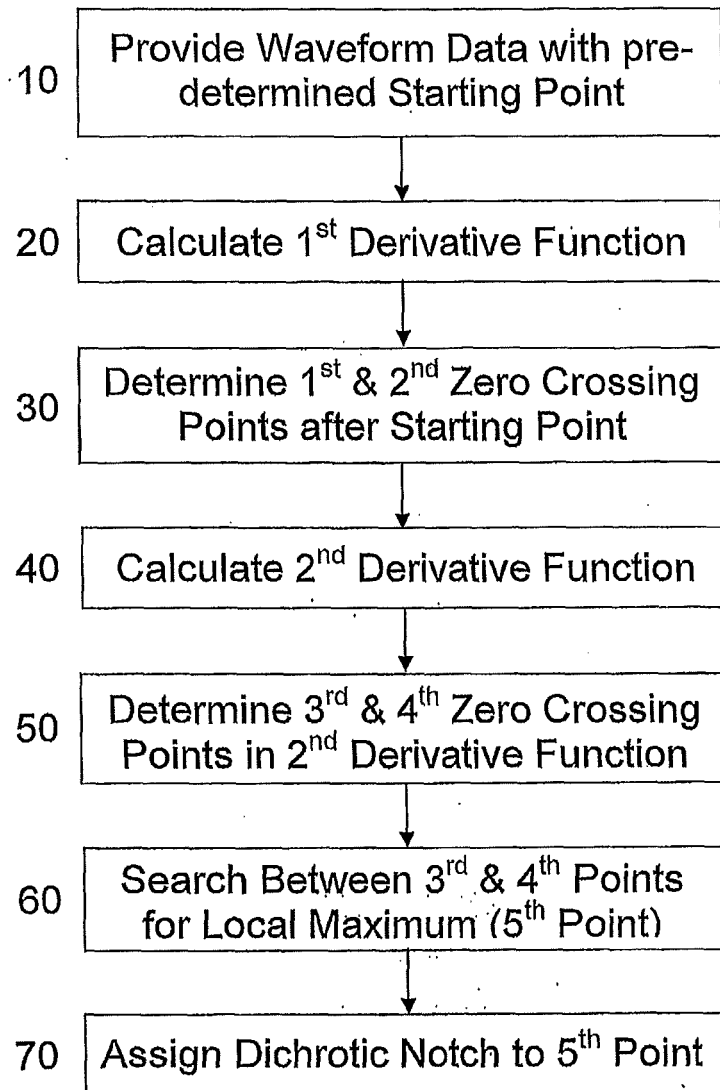 10
Provide Waveform Data with pre-
determined Starting Point
20
Calculate 1st Derivative Function
30
Determine 1st & 2nd Zero Crossing
Points after Starting Point
40
Calculate 2nd Derivative Function
50
Determine 3rd & 4th Zero Crossing
Points in 2nd Derivative Function
60
Search Between 3rd & 4th Points
for Local Maximum (5th Point)
70
Assign Dichrotic Notch to 5th Point